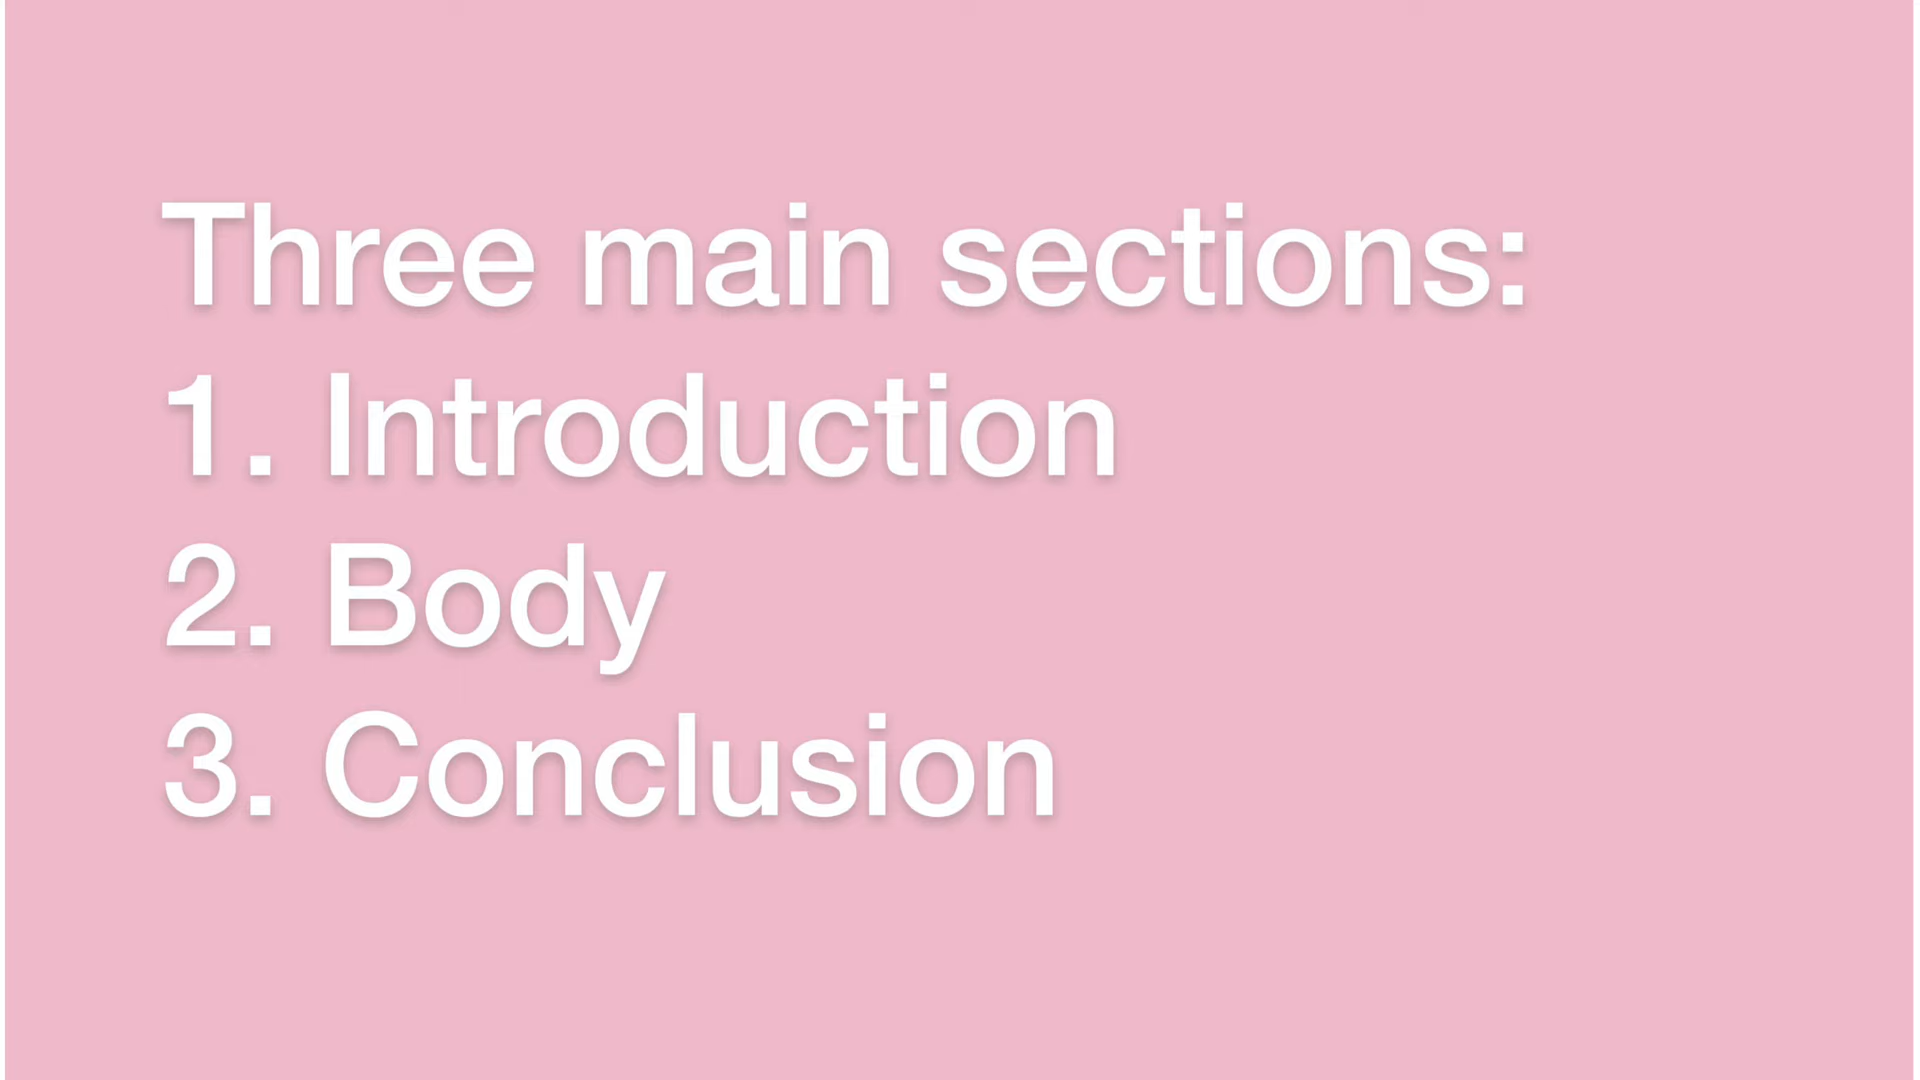 Three main sections:
1. Introduction
2. Body
3. Conclusion